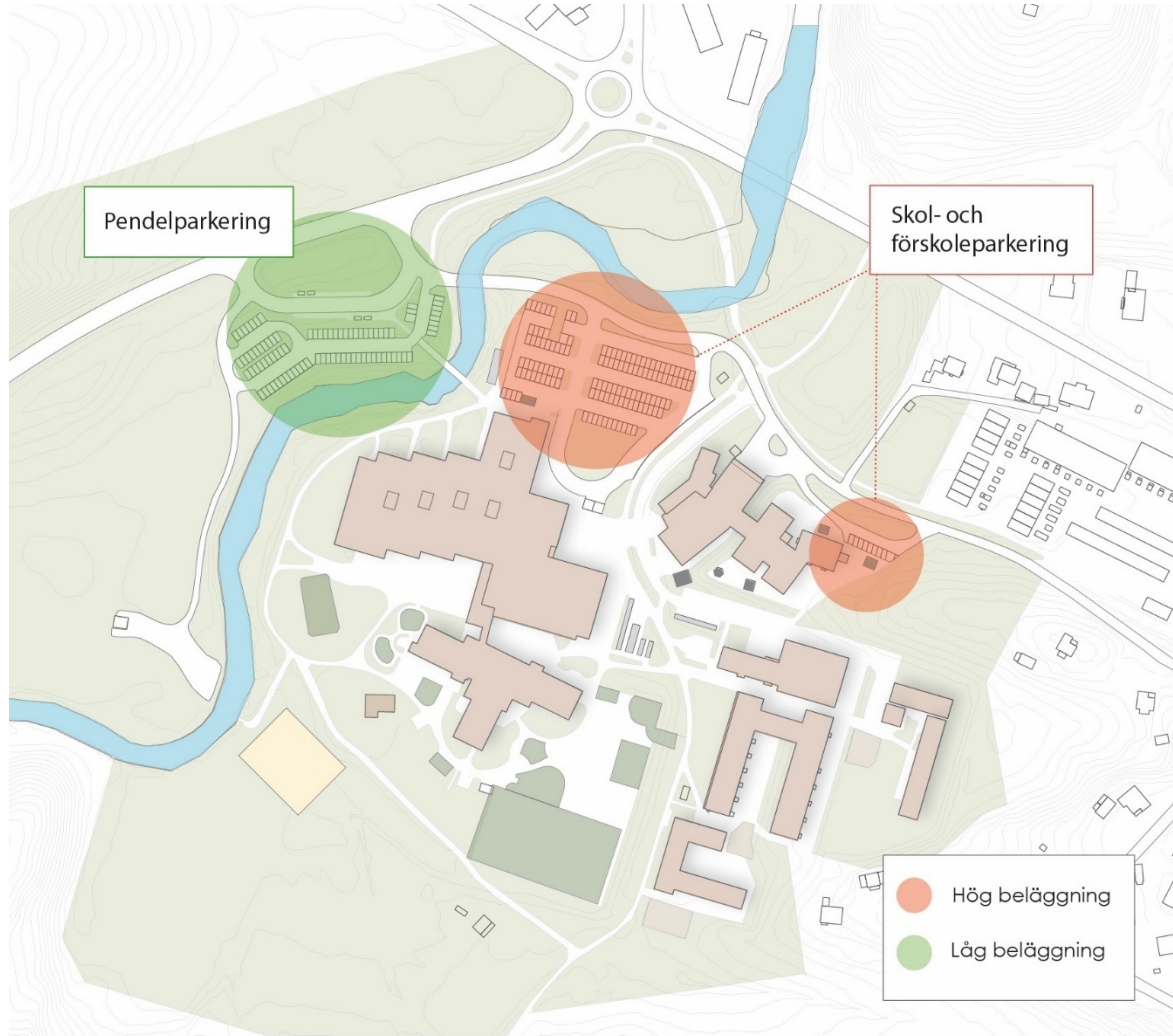 Pendelparkering
Skol- och
förskoleparkering
Hög beläggning
Låg beläggning